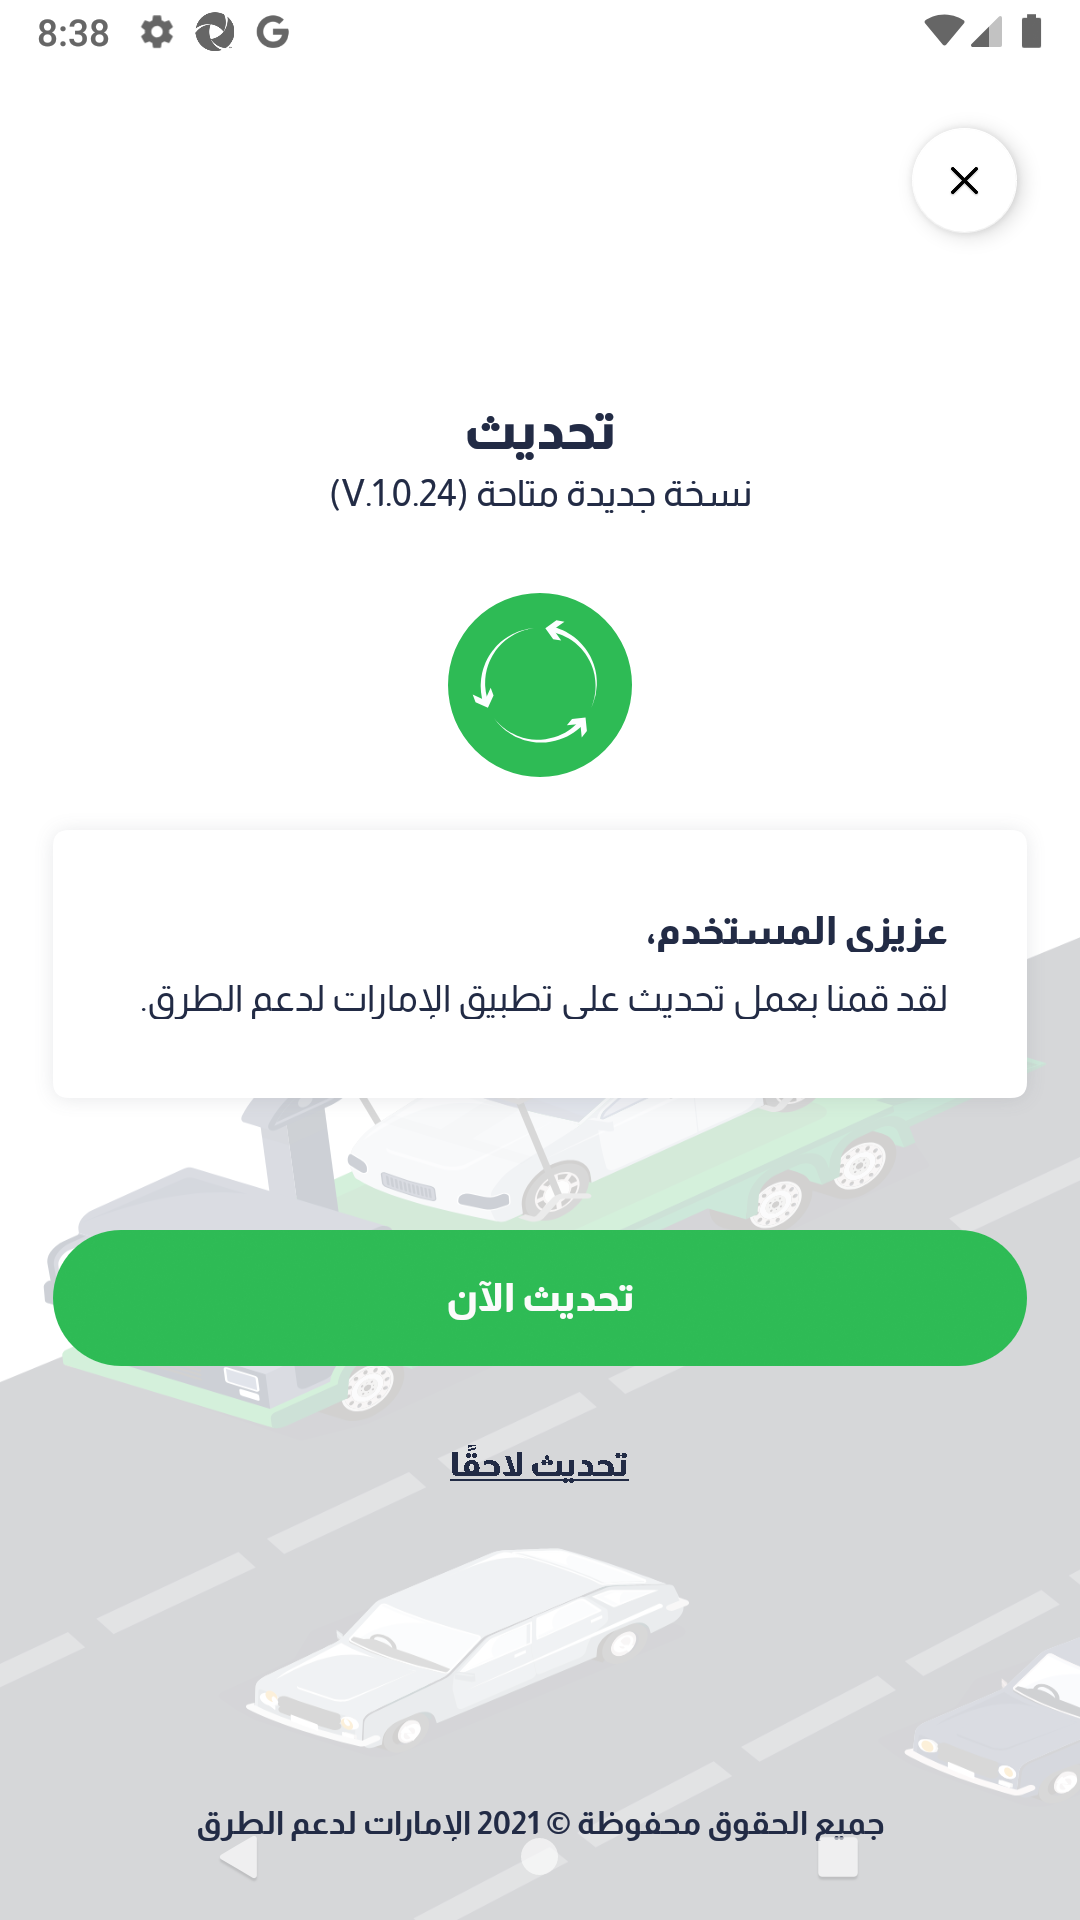 8:38
تحديث
نسخة جديدة متاحة (V.1.0.24)
عزيزي المستخدم،
لقد قمنا بعمل تحديث على تطبيق الإمارات لدعم الطرق.
تحديث الآن
تحديث لاحقًا
جميع الحقوق محفوظة © 2021 الإمارات لدعم الطرق